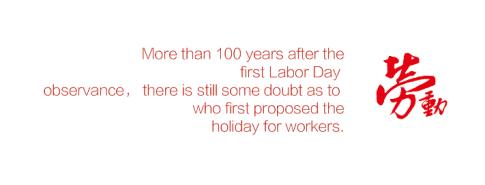 More than 100 years after the
first Labor Day
observance，there is still some doubt as to
who first proposed the
holiday for workers.
劳動